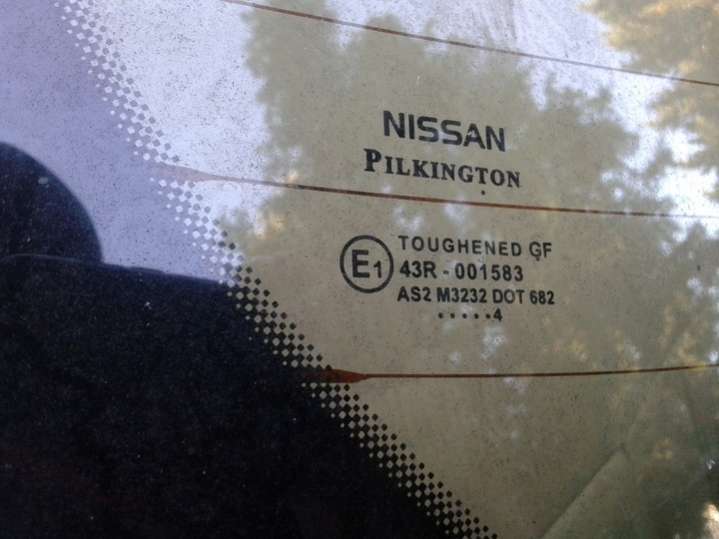 NISSAN
PILKINGTON
TOUGHENED GF
E1 43R - 001583
AS2 M3232 DOT 682
.....4